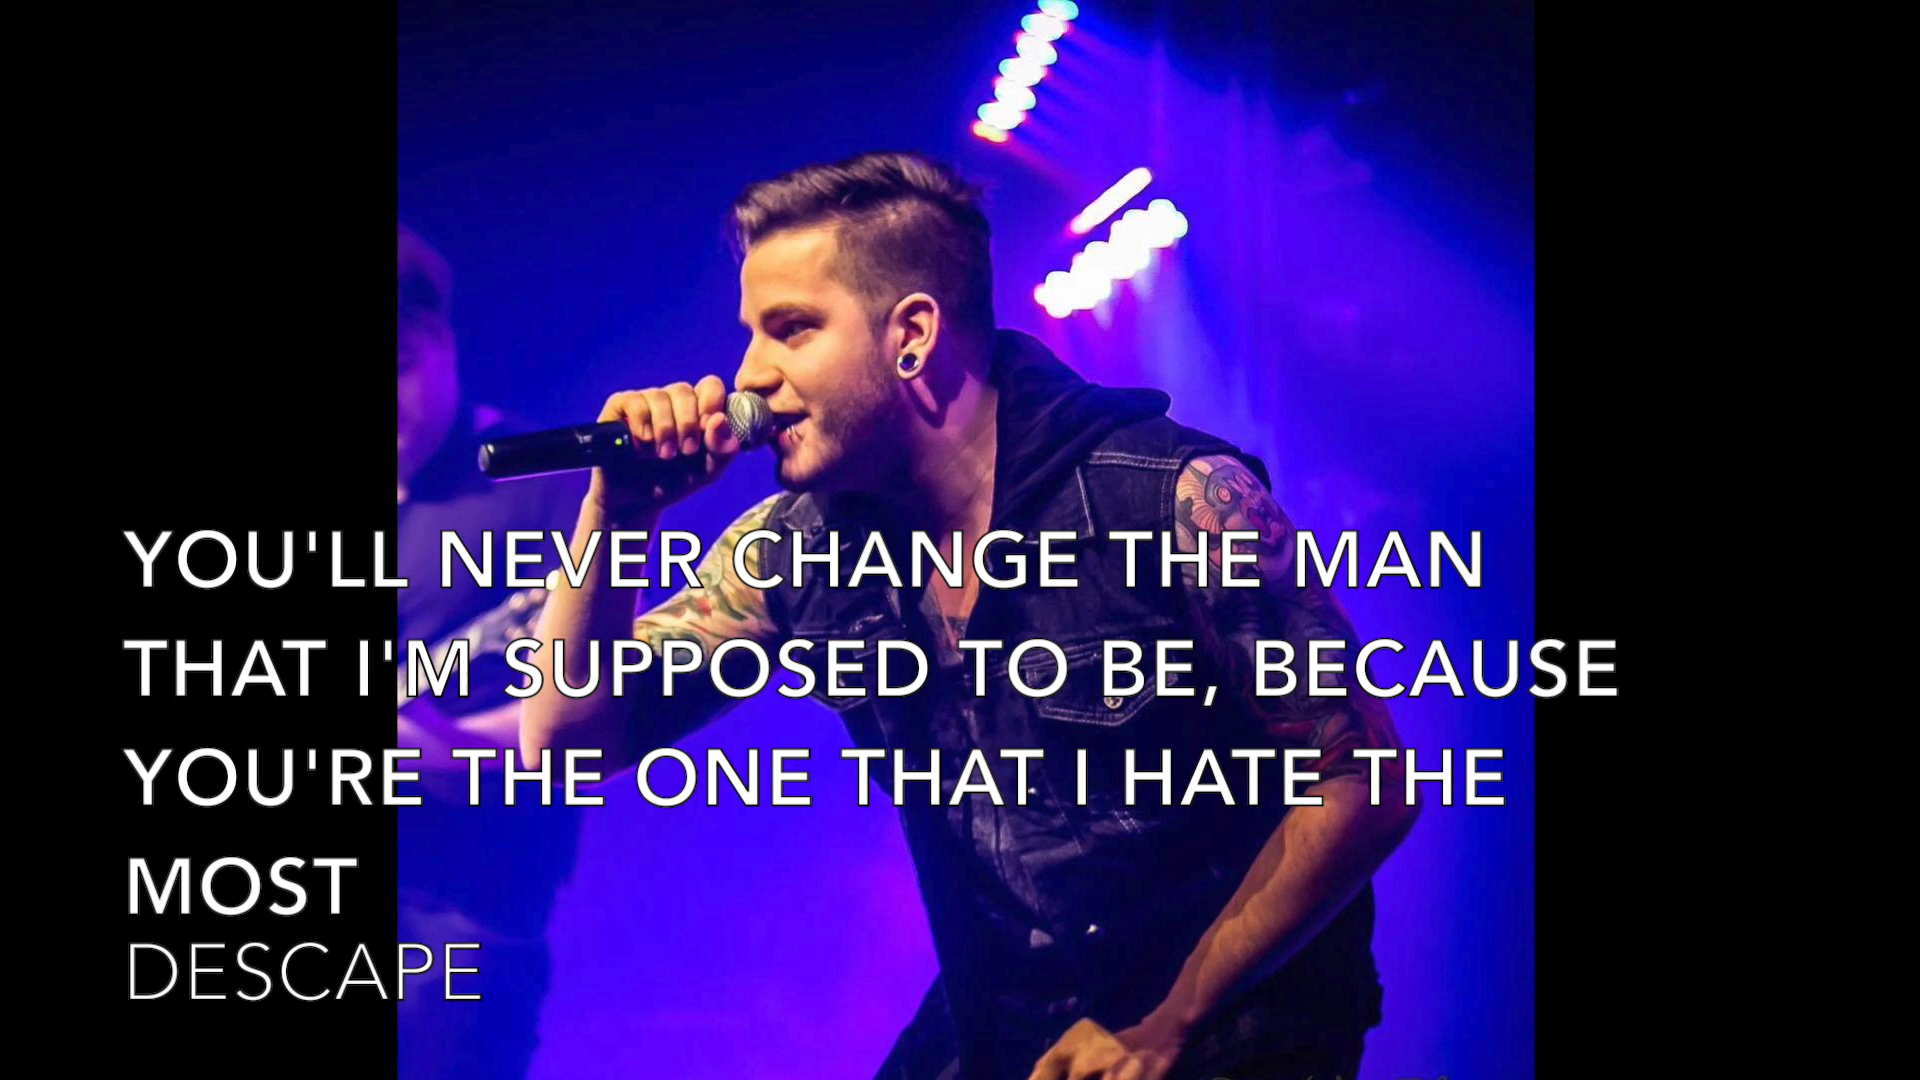 YOU'LL NEVER CHANGE THE MAN
THAT I'M SUPPOSED TO BE, BECAUSE
YOU'RE THE ONE THAT I HATE THE
MOST
DESCAPE